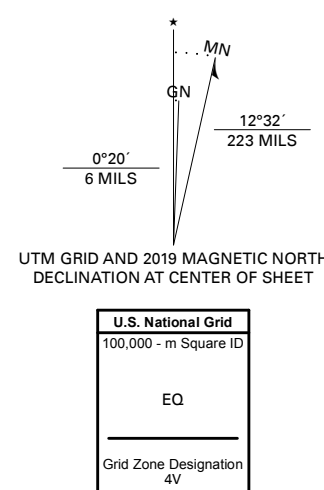 ★
MN
GN
12°32´
223 MILS
0°20´
6 MILS
UTM GRID AND 2019 MAGNETIC NORTH
DECLINATION AT CENTER OF SHEET
U.S. National Grid
100,000 - m Square ID
EQ
Grid Zone Designation
4V